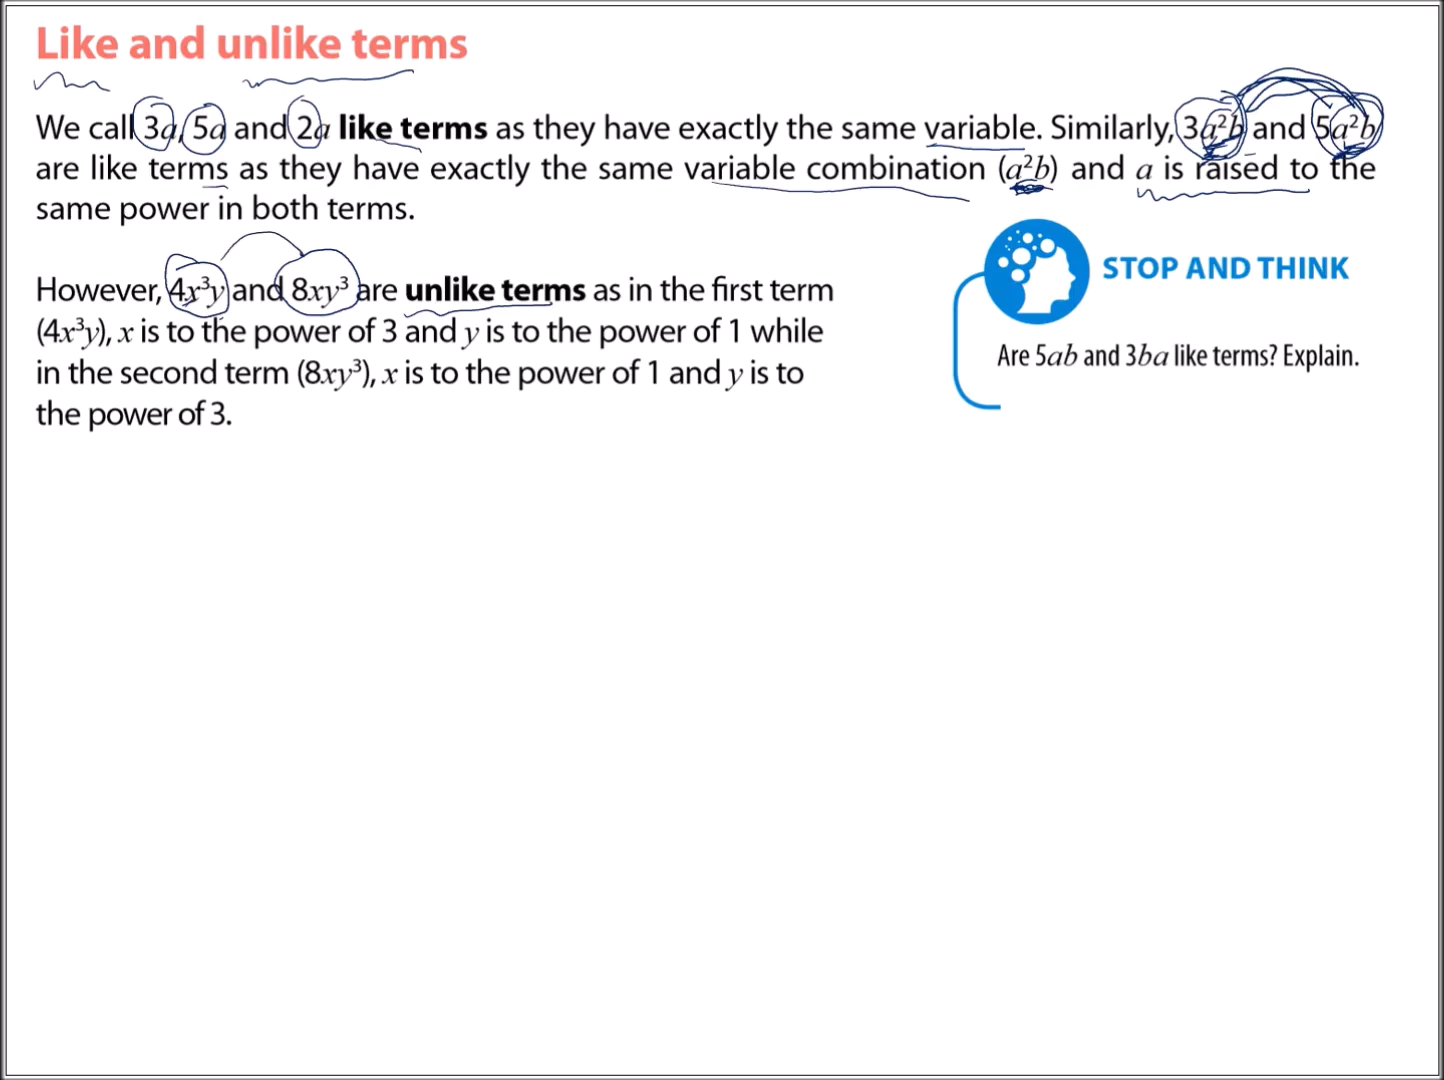 Like and unlike terms
We call 3a, 5a and 2a like terms as they have exactly the same variable. Similarly, 3a²b and 5a²b
are like terms as they have exactly the same variable combination (a²b) and a is raised to the
same power in both terms.
However, 4x³y and 8xy³ are unlike terms as in the first term
(4x³y), x is to the power of 3 and y is to the power of 1 while
in the second term (8xy³), x is to the power of 1 and y is to
the power of 3.
STOP AND THINK
Are 5ab and 3ba like terms? Explain.